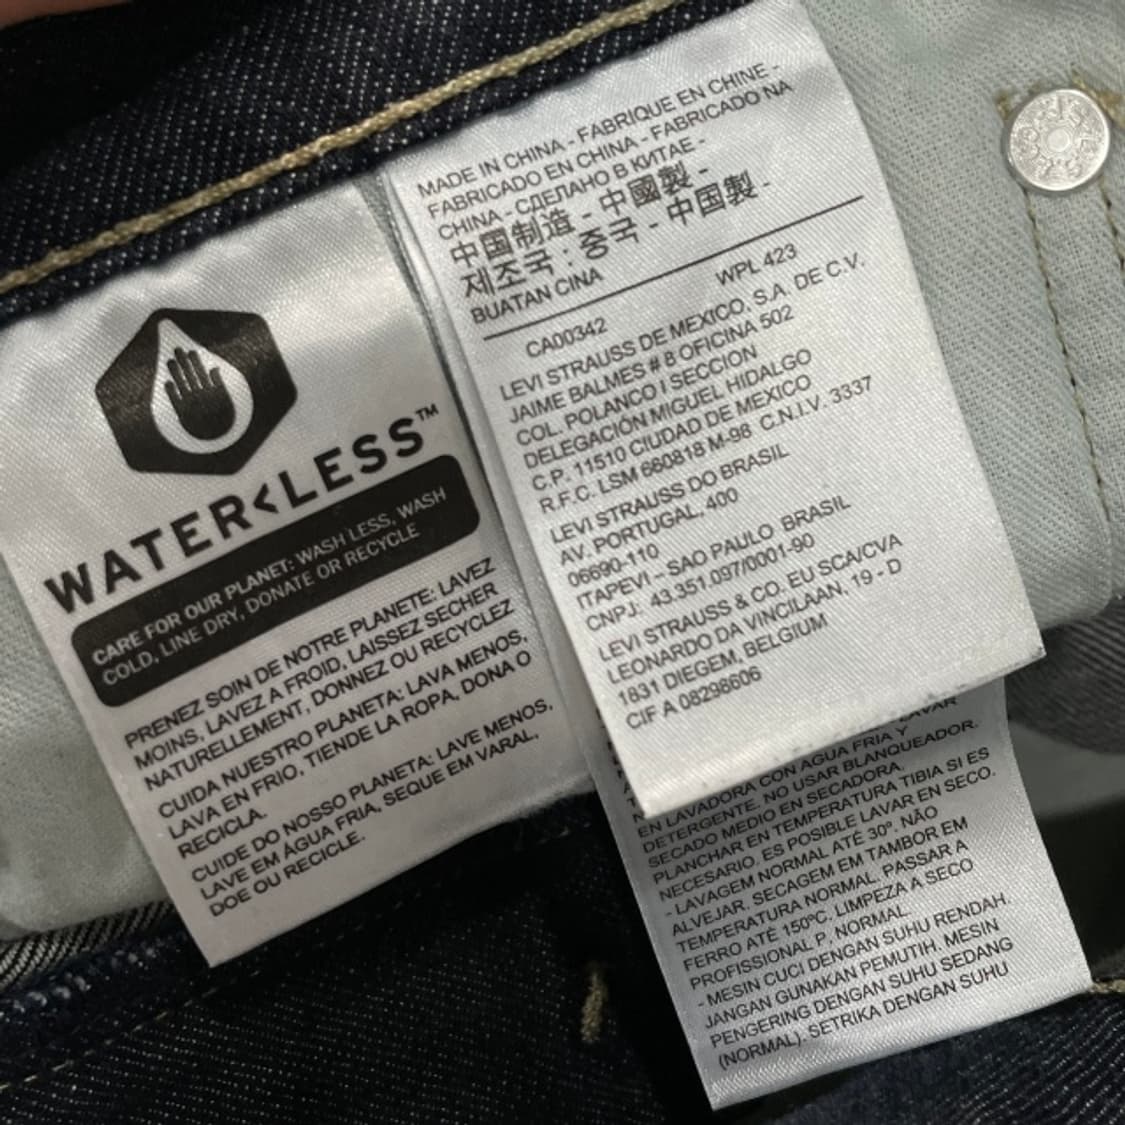 WATER<LESS™
CARE FOR OUR PLANET: WASH LESS, WASH
COLD, LINE DRY, DONATE OR RECYCLE
PRENEZ SOIN DE NOTRE PLANETE: LAVEZ
MOINS, LAVEZ A FROID, LAISSEZ SECHER
NATURELLEMENT, DONNEZ OU RECYCLEZ
CUIDA NUESTRO PLANETA: LAVA MENOS,
LAVA EN FRIO, TIENDE LA ROPA, DONA O
RECICLA.
CUIDE DO NOSSO PLANETA: LAVE MENOS,
LAVE EM ÁGUA FRIA, SEQUE EM VARAL,
DOE OU RECICLE.
MADE IN CHINA - FABRIQUE EN CHINE -
FABRICADO EN CHINA - FABRICADO NA
CHINA - СДЕЛАНО В КИТАЕ -
中国制造 - 中國製 -
제조국 : 중국 - 中国製 -
BUATAN CINA
WPL 423
CA00342
LEVI STRAUSS DE MEXICO, S.A. DE C.V.
JAIME BALMES # 8 OFICINA 502
COL. POLANCO I SECCION
DELEGACIÓN MIGUEL HIDALGO
C.P. 11510 CIUDAD DE MEXICO
R.F.C. LSM 660818 M-98 C.N.I.V. 3337
LEVI STRAUSS DO BRASIL
AV. PORTUGAL, 400
06690-110
ITAPEVI – SAO PAULO BRASIL
CNPJ: 43.351.097/0001-90
LEVI STRAUSS & CO. EU SCA/CVA
LEONARDO DA VINCILAAN, 19 - D
1831 DIEGEM, BELGIUM
CIF A 08298606
LAVAR
EN LAVADORA CON AGUA FRIA Y
DETERGENTE. NO USAR BLANQUEADOR.
SECADO MEDIO EN SECADORA.
PLANCHAR EN TEMPERATURA TIBIA SI ES
NECESARIO. ES POSIBLE LAVAR EN SECO.
- LAVAGEM NORMAL ATÉ 30º. NÃO
ALVEJAR. SECAGEM EM TAMBOR EM
TEMPERATURA NORMAL. PASSAR A
FERRO ATÉ 150ºC. LIMPEZA A SECO
PROFISSIONAL P, NORMAL.
- MESIN CUCI DENGAN SUHU RENDAH.
JANGAN GUNAKAN PEMUTIH. MESIN
PENGERING DENGAN SUHU SEDANG
(NORMAL). SETRIKA DENGAN SUHU